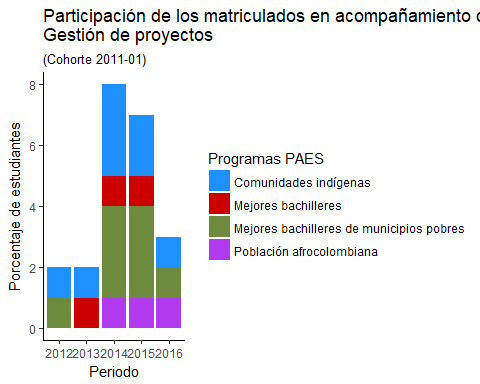 Participación de los matriculados en acompañamiento
Gestión de proyectos
(Cohorte 2011-01)
Porcentaje de estudiantes
8
6
4
2
0
2012 2013 2014 2015 2016
Periodo
Programas PAES
Comunidades indígenas
Mejores bachilleres
Mejores bachilleres de municipios pobres
Población afrocolombiana